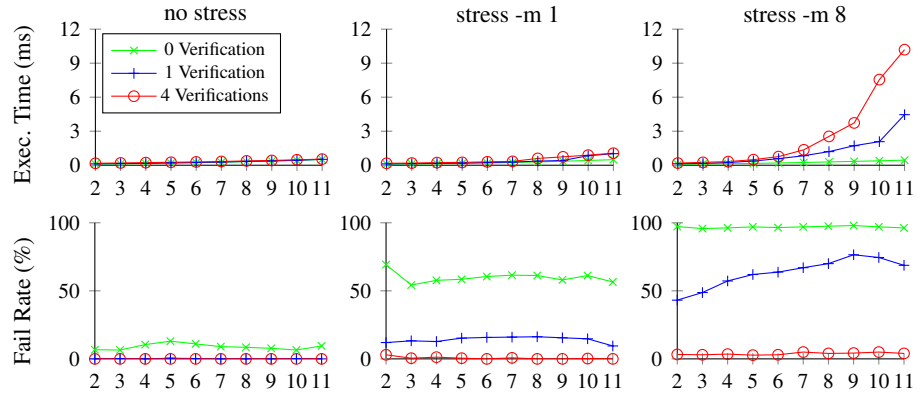 no stress
stress -m 1
stress -m 8
Exec. Time (ms)
12
9
6
3
0
0 Verification
1 Verification
4 Verifications
2 3 4 5 6 7 8 9 10 11
12
9
6
3
0
2 3 4 5 6 7 8 9 10 11
12
9
6
3
0
2 3 4 5 6 7 8 9 10 11
Fail Rate (%)
100
50
0
2 3 4 5 6 7 8 9 10 11
100
50
0
2 3 4 5 6 7 8 9 10 11
100
50
0
2 3 4 5 6 7 8 9 10 11